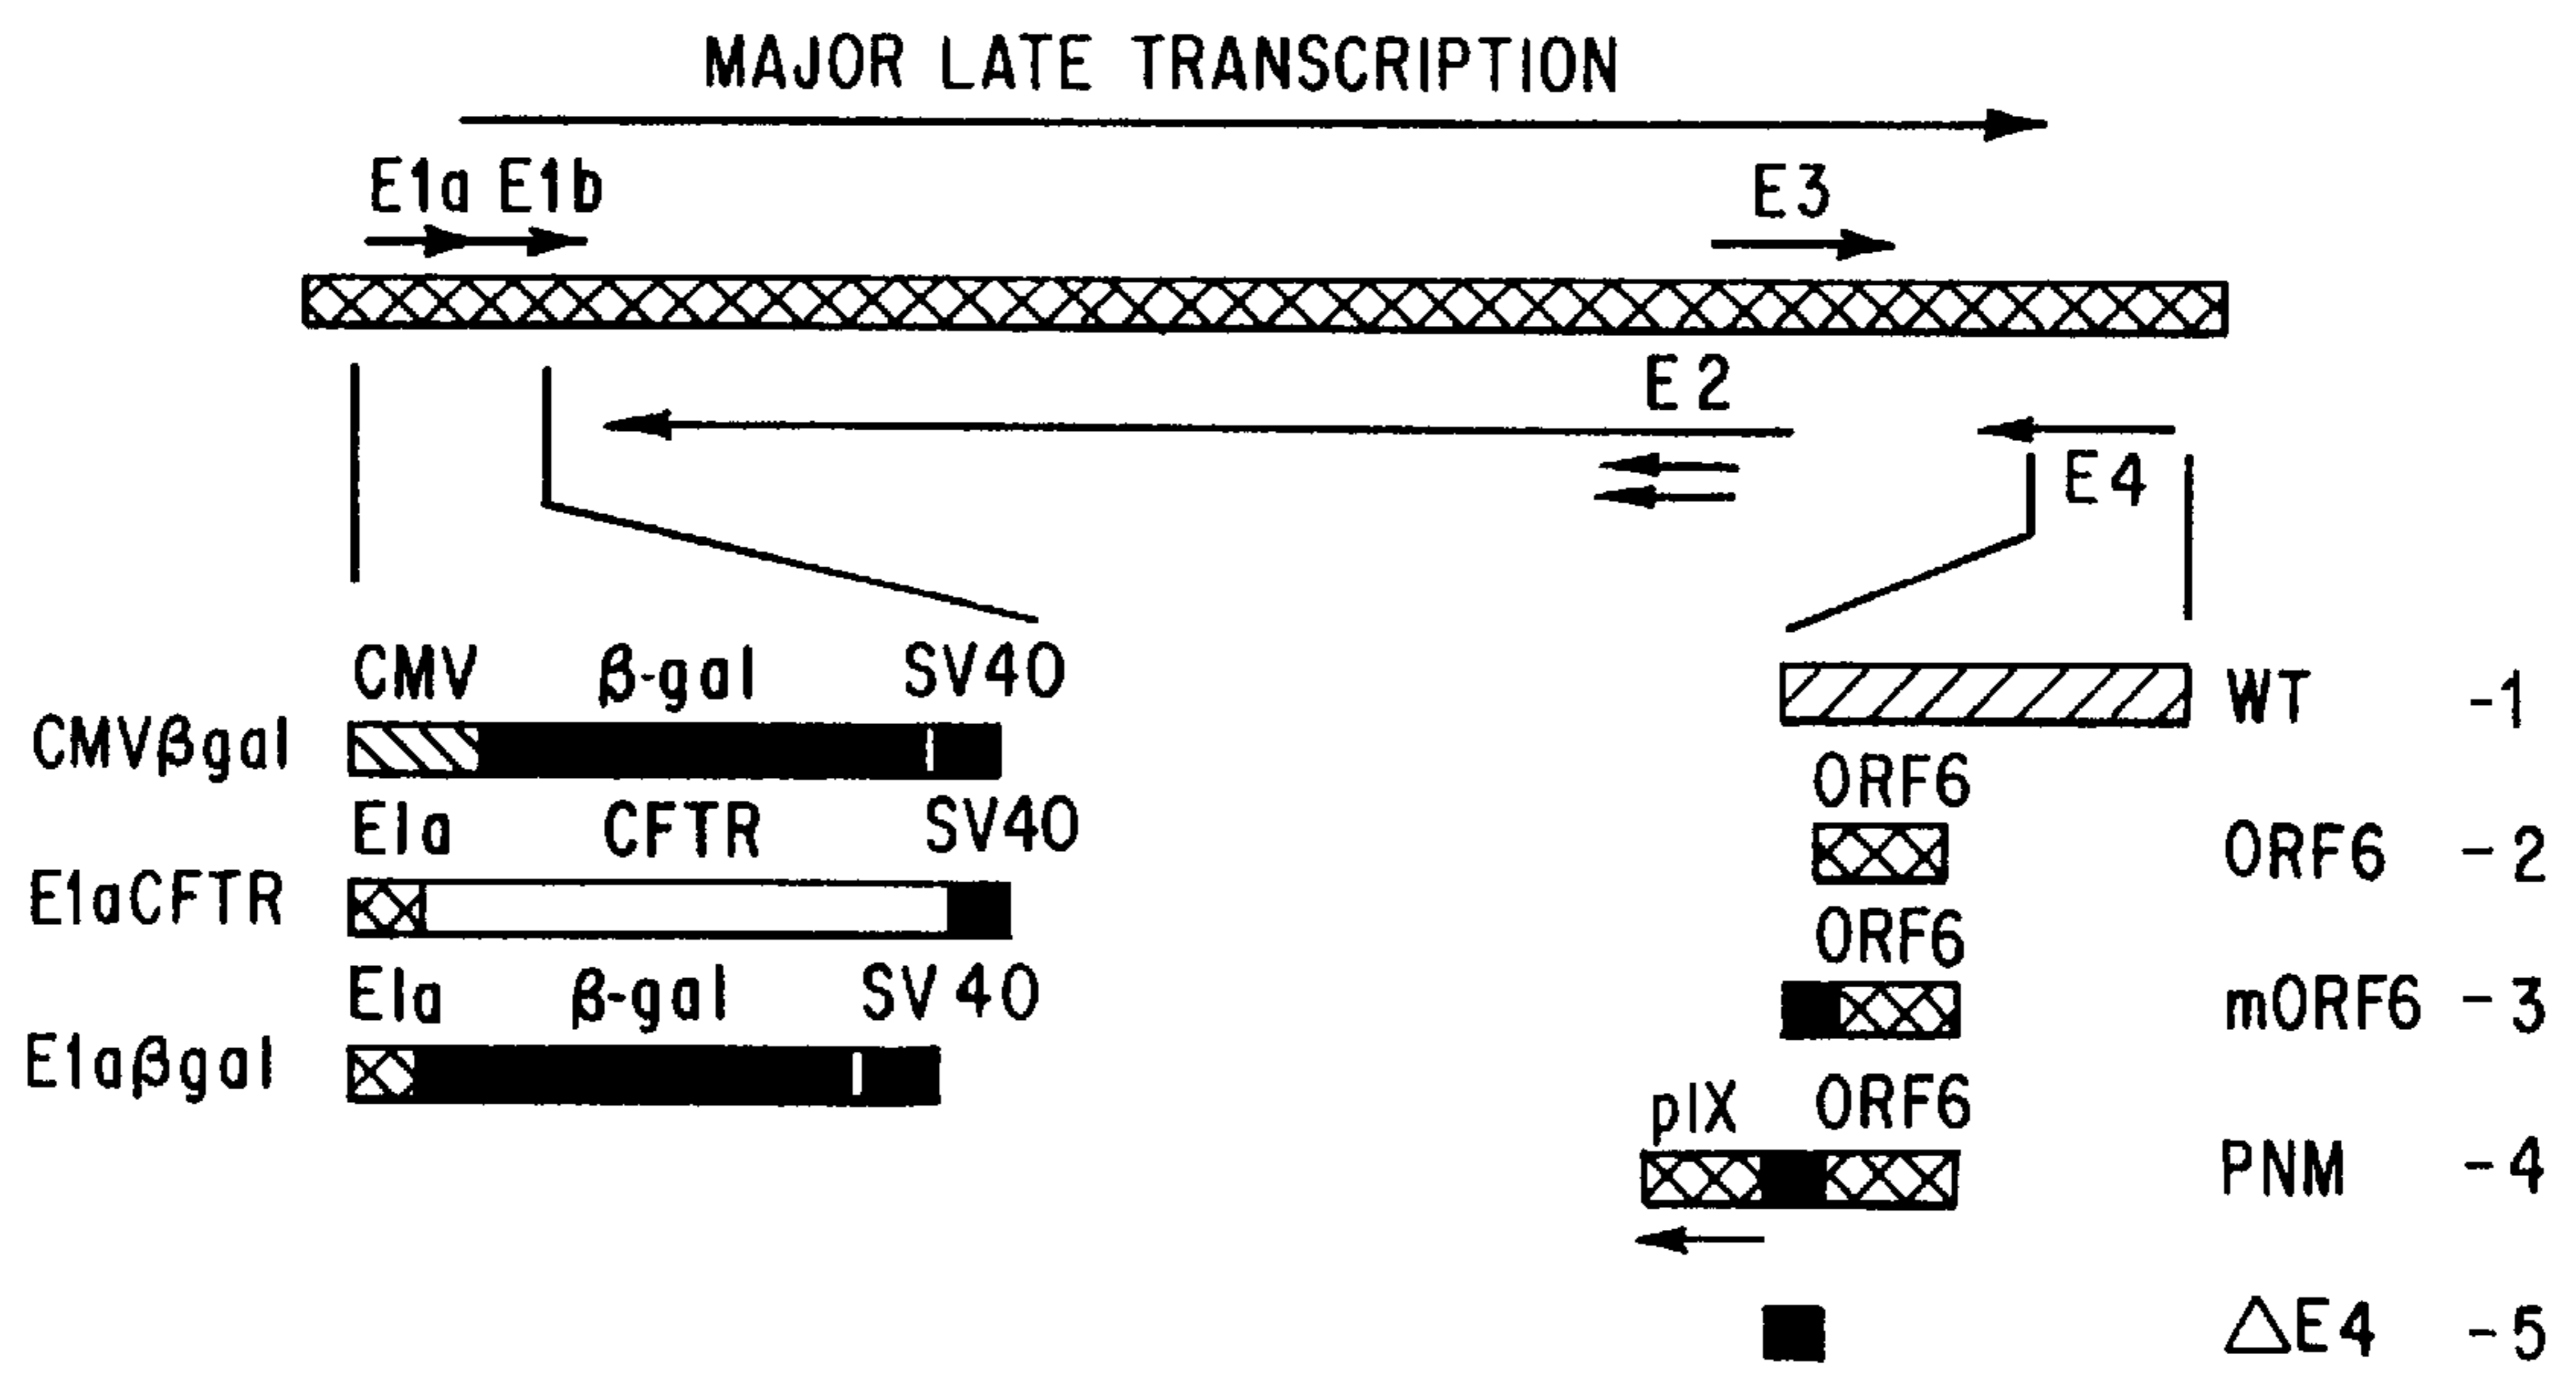 MAJOR LATE TRANSCRIPTION
E1a E1b
E3
E2
E4
CMV β-gal SV40
CMVβgal
WT -1
ORF6
E1a CFTR SV40
E1aCFTR
ORF6 -2
ORF6
E1a β-gal SV40
E1aβgal
mORF6 -3
pIX ORF6
PNM -4
△E4 -5